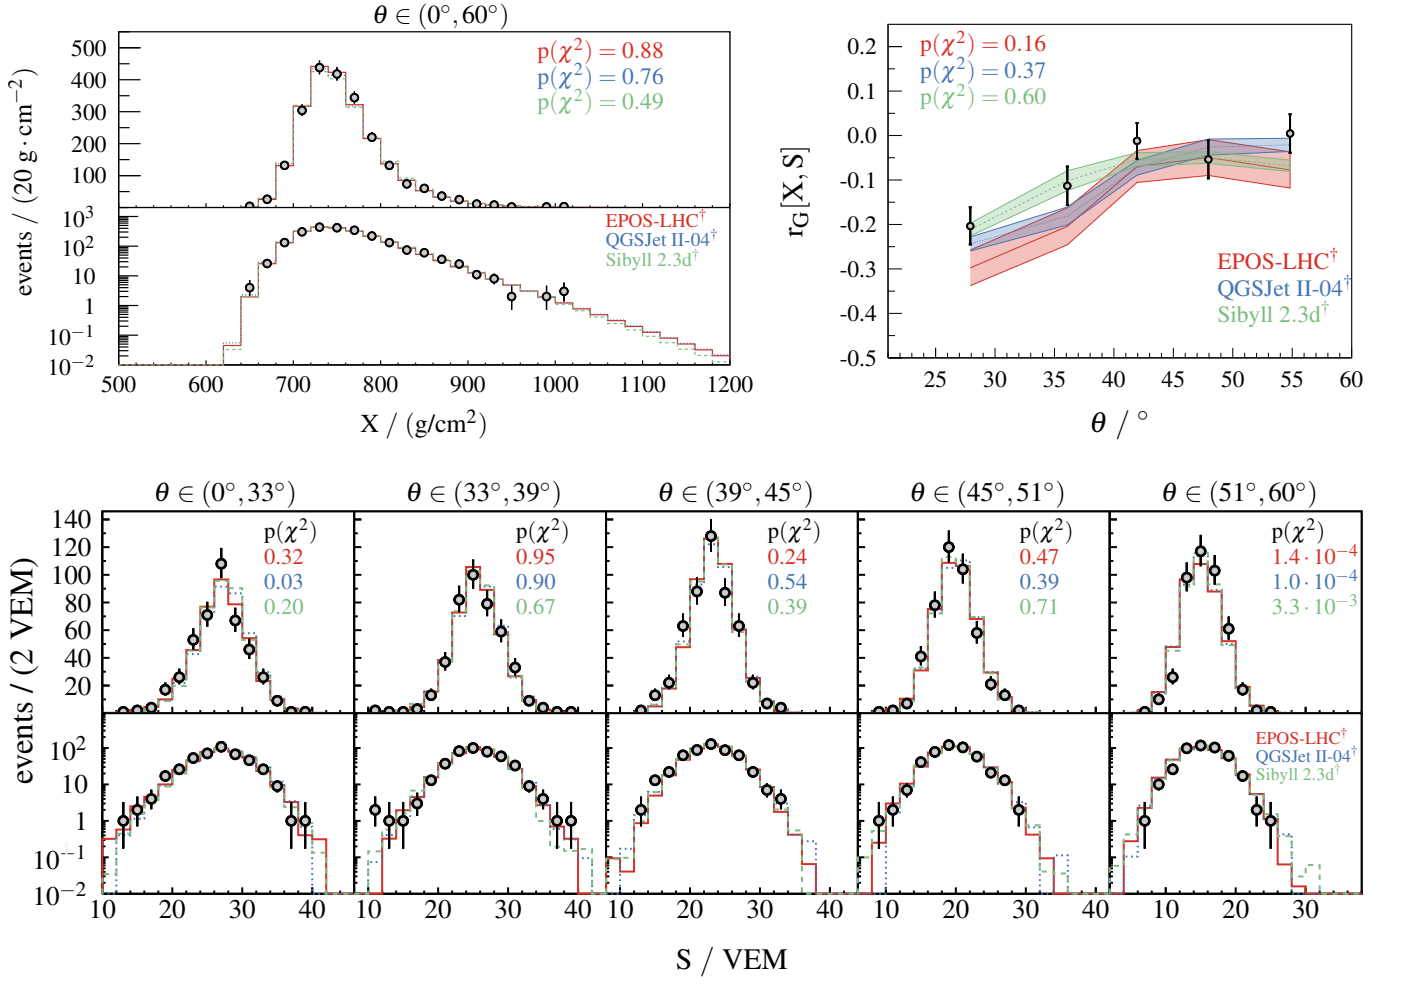 θ ∈ (0°, 60°)
events / (20 g · cm⁻²)
500
400
300
200
100
p(χ²) = 0.88
p(χ²) = 0.76
p(χ²) = 0.49
10³
10²
10
1
10⁻¹
10⁻²
EPOS-LHC†
QGSJet II-04†
Sibyll 2.3d†
500 600 700 800 900 1000 1100 1200
X / (g/cm²)
r_G[X, S]
0.2
0.1
0.0
-0.1
-0.2
-0.3
-0.4
-0.5
p(χ²) = 0.16
p(χ²) = 0.37
p(χ²) = 0.60
EPOS-LHC†
QGSJet II-04†
Sibyll 2.3d†
25 30 35 40 45 50 55 60
θ / °
θ ∈ (0°, 33°) θ ∈ (33°, 39°) θ ∈ (39°, 45°) θ ∈ (45°, 51°) θ ∈ (51°, 60°)
events / (2 VEM)
140
120
100
80
60
40
20
p(χ²) p(χ²) p(χ²) p(χ²) p(χ²)
0.32 0.95 0.24 0.47 1.4 · 10⁻⁴
0.03 0.90 0.54 0.39 1.0 · 10⁻⁴
0.20 0.67 0.39 0.71 3.3 · 10⁻³
10²
10
1
10⁻¹
10⁻²
EPOS-LHC†
QGSJet II-04†
Sibyll 2.3d†
10 20 30 40 10 20 30 40 10 20 30 40 10 20 30 40 10 20 30
S / VEM